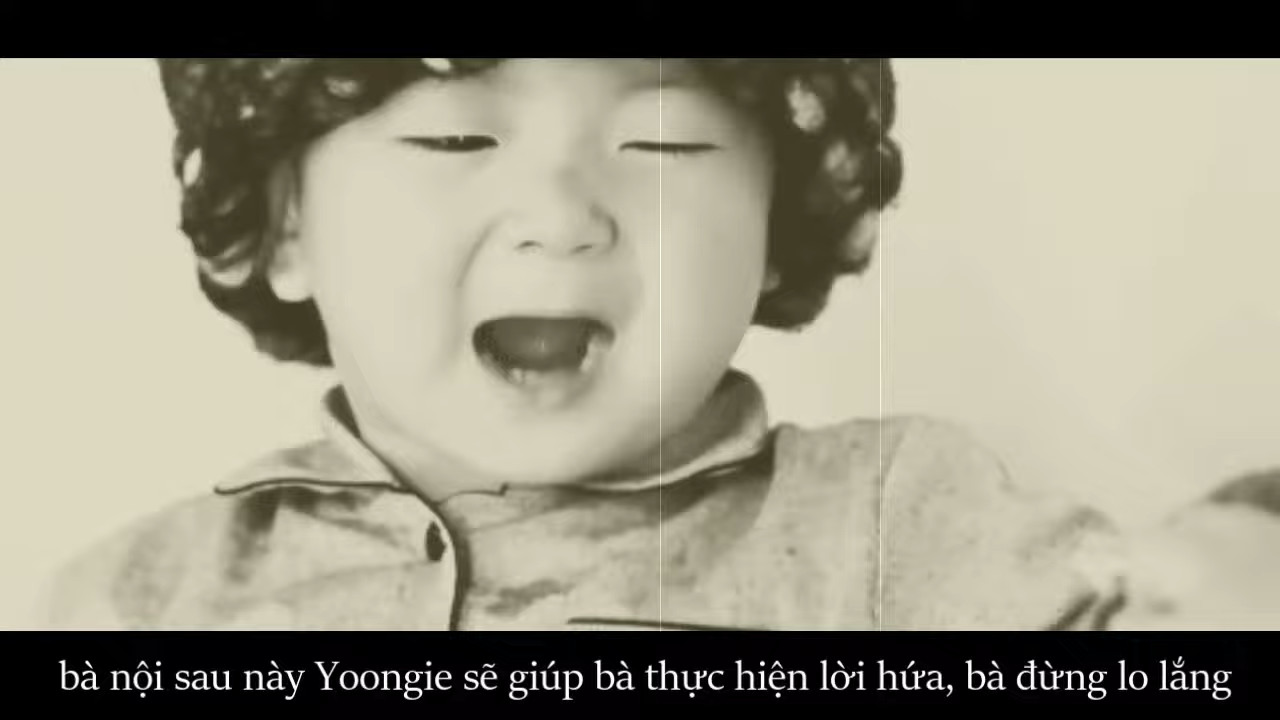 bà nội sau này Yoongie sẽ giúp bà thực hiện lời hứa, bà đừng lo lắng